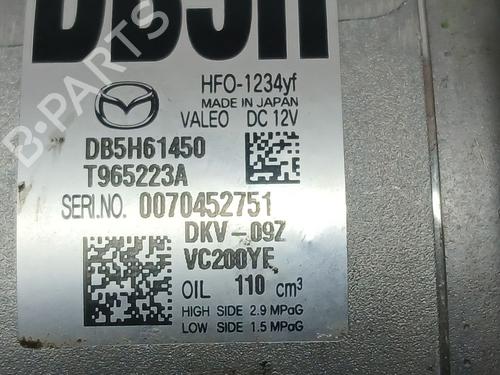 DB5H
HFO-1234yf
MADE IN JAPAN
VALEO DC 12V
DB5H61450
T965223A
SERI.NO. 0070452751
DKV-09Z
VC200YE
OIL 110 cm³
HIGH SIDE 2.9 MPaG
LOW SIDE 1.5 MPaG
B-PARTS